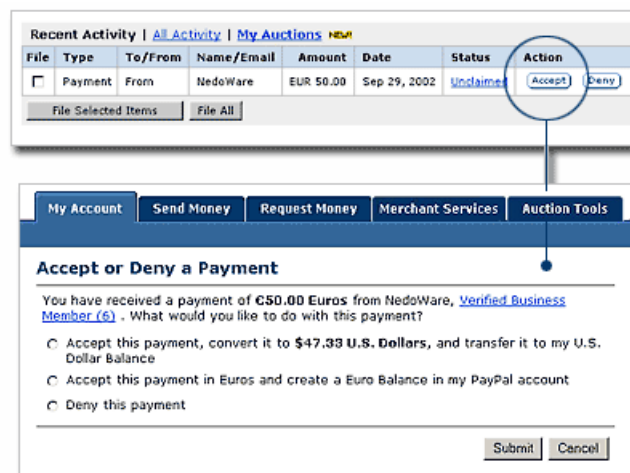 Recent Activity | All Activity | My Auctions NEW!
File Type To/From Name/Email Amount Date Status Action
Payment From NedoWare EUR 50.00 Sep 29, 2002 Unclaimed Accept Deny
File Selected Items File All
My Account Send Money Request Money Merchant Services Auction Tools
Accept or Deny a Payment
You have received a payment of €50.00 Euros from NedoWare, Verified Business
Member (6) . What would you like to do with this payment?
Accept this payment, convert it to $47.33 U.S. Dollars, and transfer it to my U.S.
Dollar Balance
Accept this payment in Euros and create a Euro Balance in my PayPal account
Deny this payment
Submit Cancel